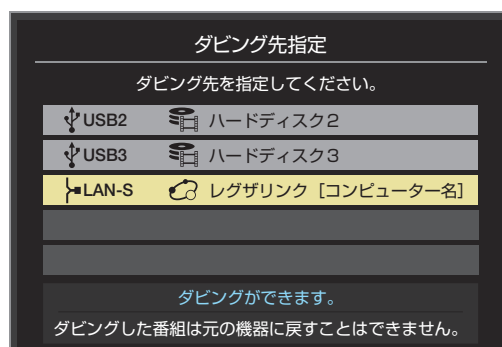 ダビング先指定
ダビング先を指定してください。
USB2 ハードディスク2
USB3 ハードディスク3
LAN-S レグザリンク [コンピューター名]
ダビングができます。
ダビングした番組は元の機器に戻すことはできません。